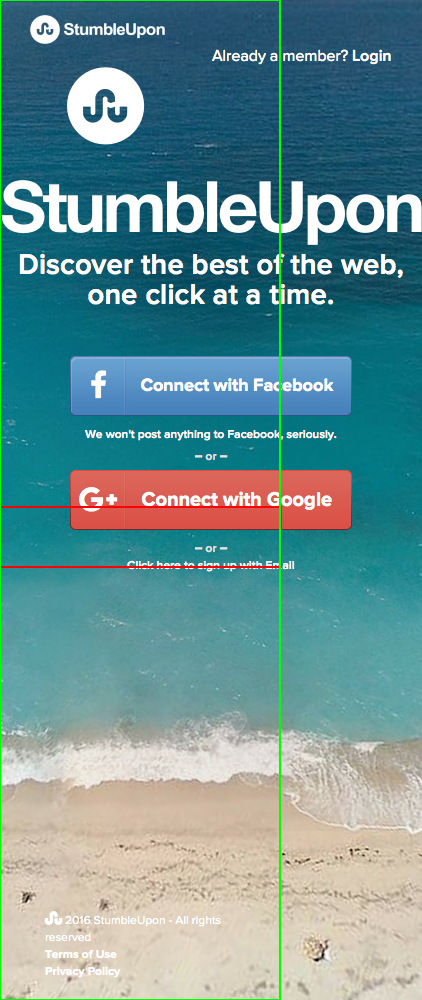 StumbleUpon
Already a member? Login
StumbleUpon
Discover the best of the web,
one click at a time.
f Connect with Facebook
We won't post anything to Facebook, seriously.
– or –
G+ Connect with Google
– or –
Click here to sign up with Email
2016 StumbleUpon - All rights
reserved
Terms of Use
Privacy Policy